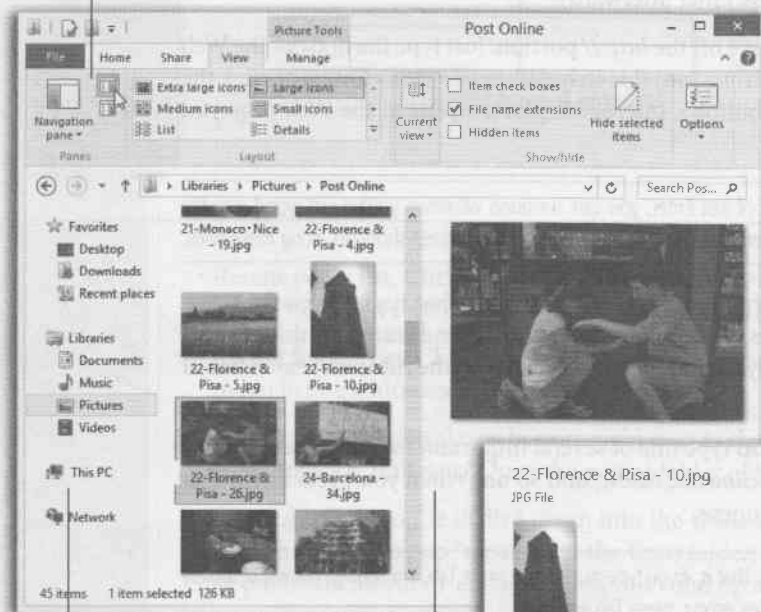 Picture Tools
Post Online
File
Home
Share
View
Manage
Navigation pane
Extra large icons
Large icons
Medium icons
Small icons
List
Details
Current view
Item check boxes
File name extensions
Hidden items
Hide selected items
Options
Panes
Layout
Show/hide
Libraries
Pictures
Post Online
Search Pos...
Favorites
Desktop
Downloads
Recent places
Libraries
Documents
Music
Pictures
Videos
This PC
Network
21-Monaco•Nice
- 19.jpg
22-Florence &
Pisa - 4.jpg
22-Florence &
Pisa - 5.jpg
22-Florence &
Pisa - 10.jpg
22-Florence &
Pisa - 26.jpg
24-Barcelona -
34.jpg
22-Florence & Pisa - 10.jpg
JPG File
45 items
1 item selected 126 KB